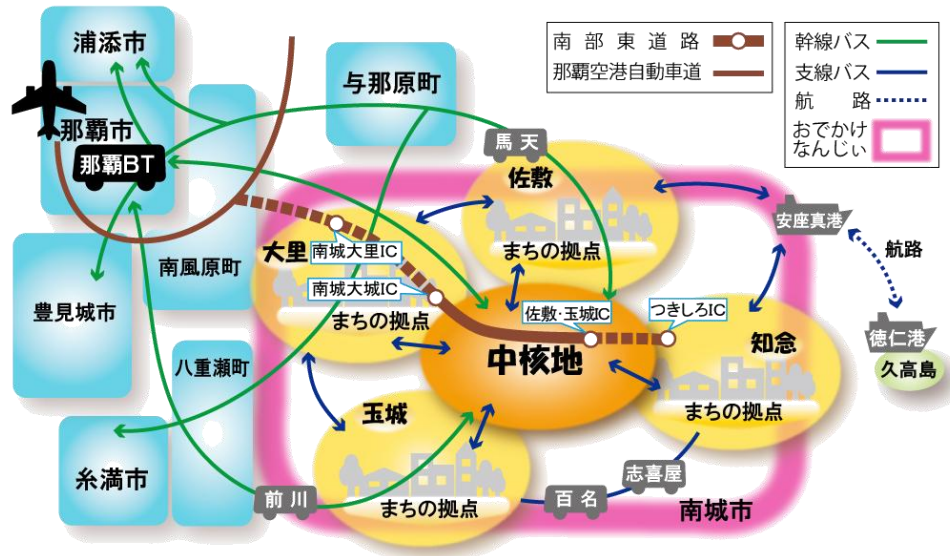 浦添市
那覇市
那覇BT
与那原町
南部東道路
那覇空港自動車道
幹線バス
支線バス
航路
おでかけ
なんじぃ
馬天
佐敷
まちの拠点
安座真港
航路
徳仁港
久高島
大里
南城大里IC
南城大城IC
まちの拠点
南風原町
豊見城市
佐敷・玉城IC
つきしろIC
中核地
知念
まちの拠点
八重瀬町
玉城
まちの拠点
糸満市
前川
百名
志喜屋
南城市